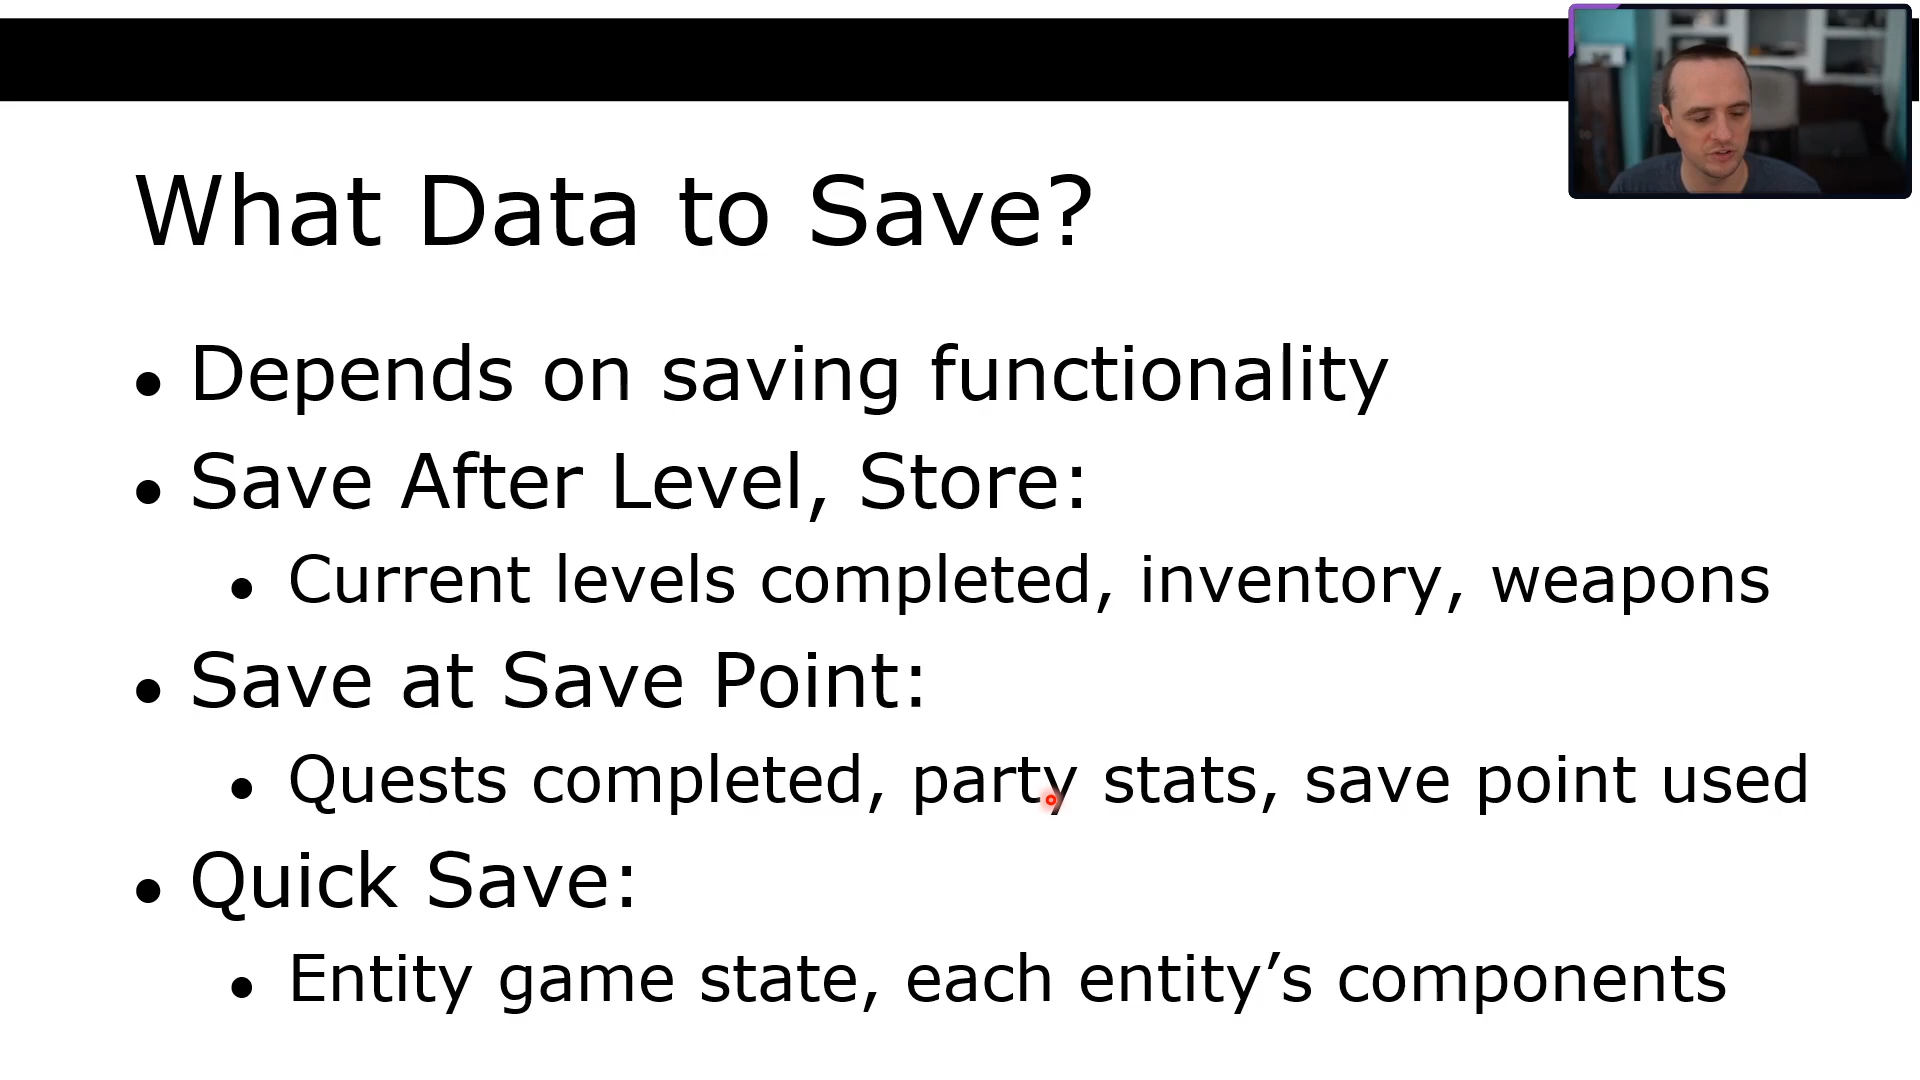 What Data to Save?
Depends on saving functionality
Save After Level, Store:
Current levels completed, inventory, weapons
Save at Save Point:
Quests completed, party stats, save point used
Quick Save:
Entity game state, each entity’s components